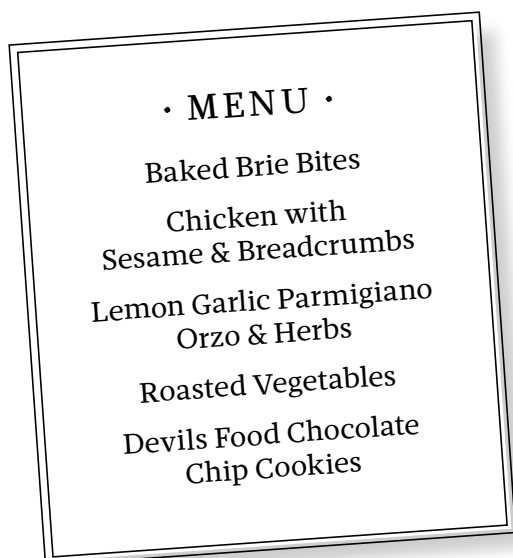 · MENU ·
Baked Brie Bites
Chicken with
Sesame & Breadcrumbs
Lemon Garlic Parmigiano
Orzo & Herbs
Roasted Vegetables
Devils Food Chocolate
Chip Cookies